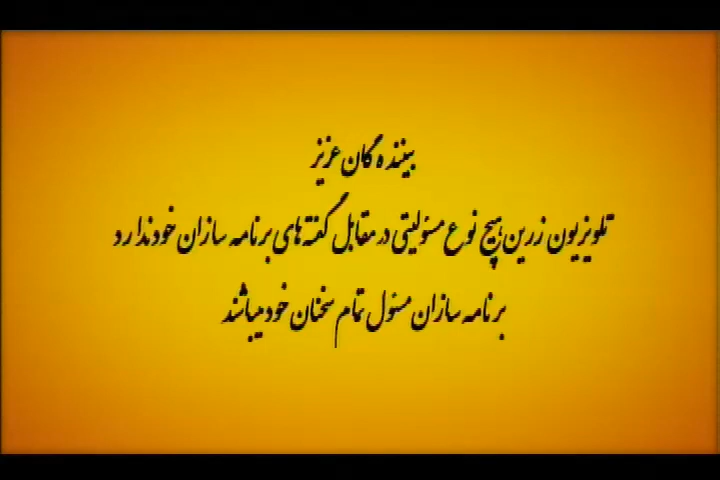 بیننده گان عزیز
تلویزیون زرین هیچ نوع مسئولیتی در مقابل گفته های برنامه سازان خود ندارد
برنامه سازان مسئول تمام سخنان خود میباشند